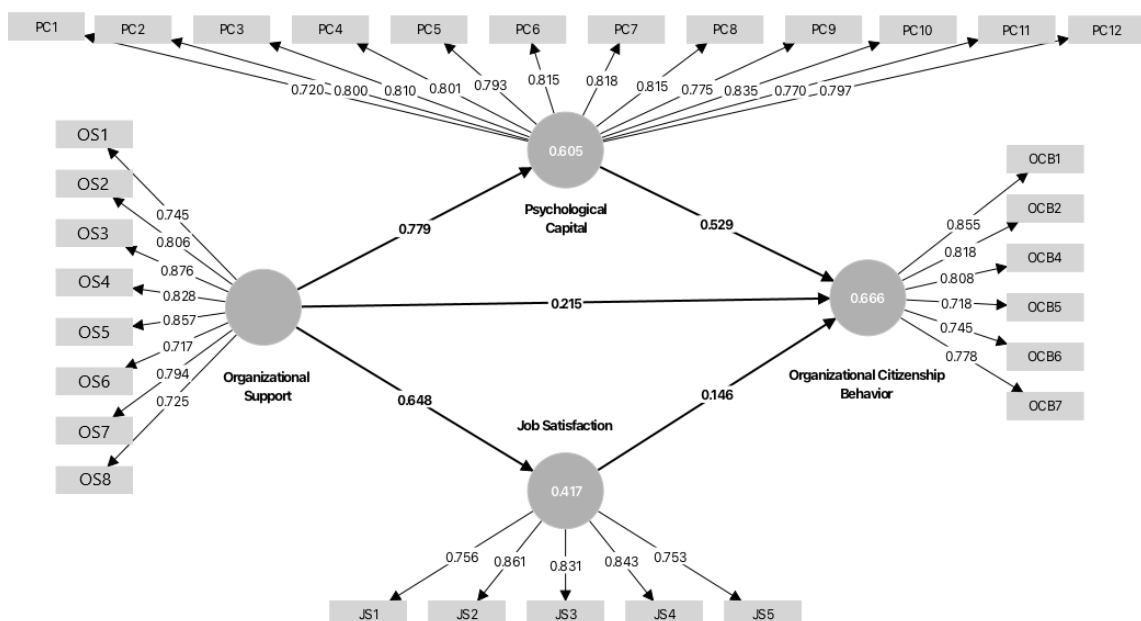 PC1 PC2 PC3 PC4 PC5 PC6 PC7 PC8 PC9 PC10 PC11 PC12
0.720 0.800 0.810 0.801 0.793 0.815 0.818 0.815 0.775 0.835 0.770 0.797
OS1
OS2
OS3
OS4
OS5
OS6
OS7
OS8
0.745
0.806
0.876
0.828
0.857
0.717
0.794
0.725
Organizational
Support
0.605
Psychological
Capital
0.779
0.529
0.215
0.648
0.146
0.666
Organizational Citizenship
Behavior
OCB1
OCB2
OCB4
OCB5
OCB6
OCB7
0.855
0.818
0.808
0.718
0.745
0.778
Job Satisfaction
0.417
0.756 0.861 0.831 0.843 0.753
JS1 JS2 JS3 JS4 JS5